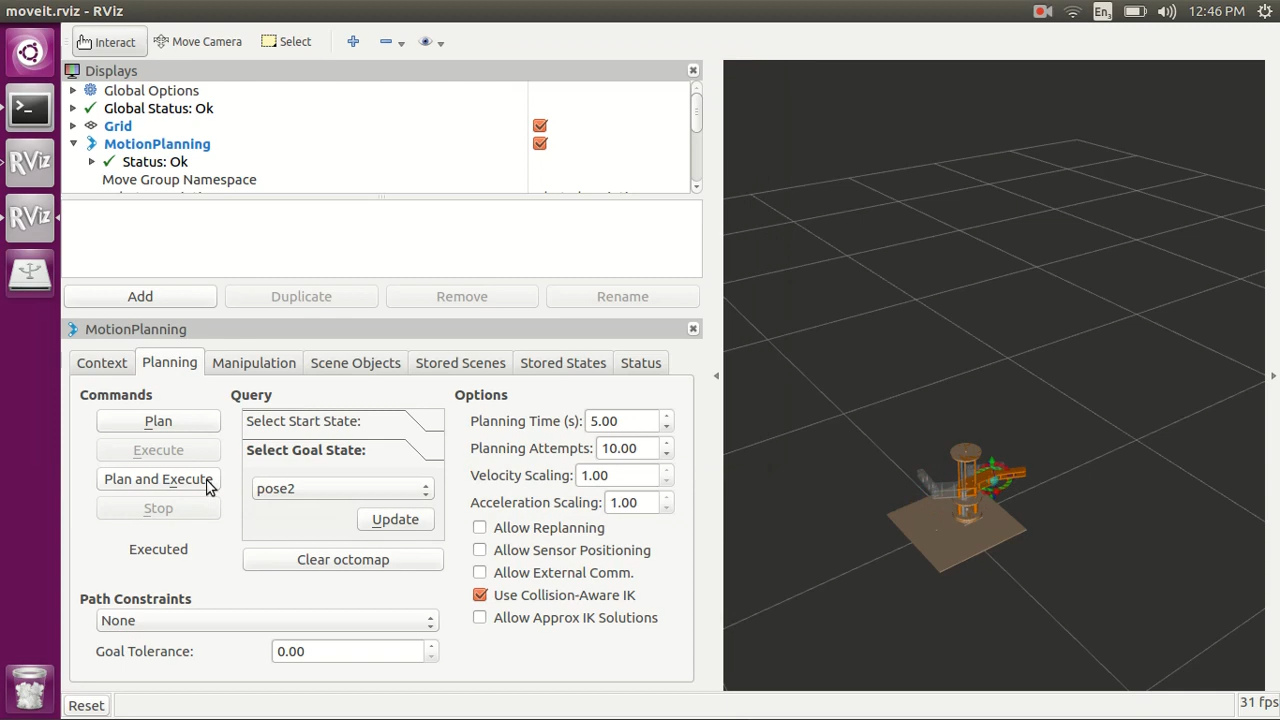 moveit.rviz - RViz
En₁
12:46 PM
Interact
Move Camera
Select
Displays
Global Options
Global Status: Ok
Grid
MotionPlanning
Status: Ok
Move Group Namespace
RViz
RViz
Add
Duplicate
Remove
Rename
MotionPlanning
Context
Planning
Manipulation
Scene Objects
Stored Scenes
Stored States
Status
Commands
Query
Options
Plan
Execute
Plan and Execute
Stop
Executed
Select Start State:
Select Goal State:
pose2
Update
Clear octomap
Planning Time (s): 5.00
Planning Attempts: 10.00
Velocity Scaling: 1.00
Acceleration Scaling: 1.00
Allow Replanning
Allow Sensor Positioning
Allow External Comm.
Use Collision-Aware IK
Allow Approx IK Solutions
Path Constraints
None
Goal Tolerance: 0.00
Reset
31 fps